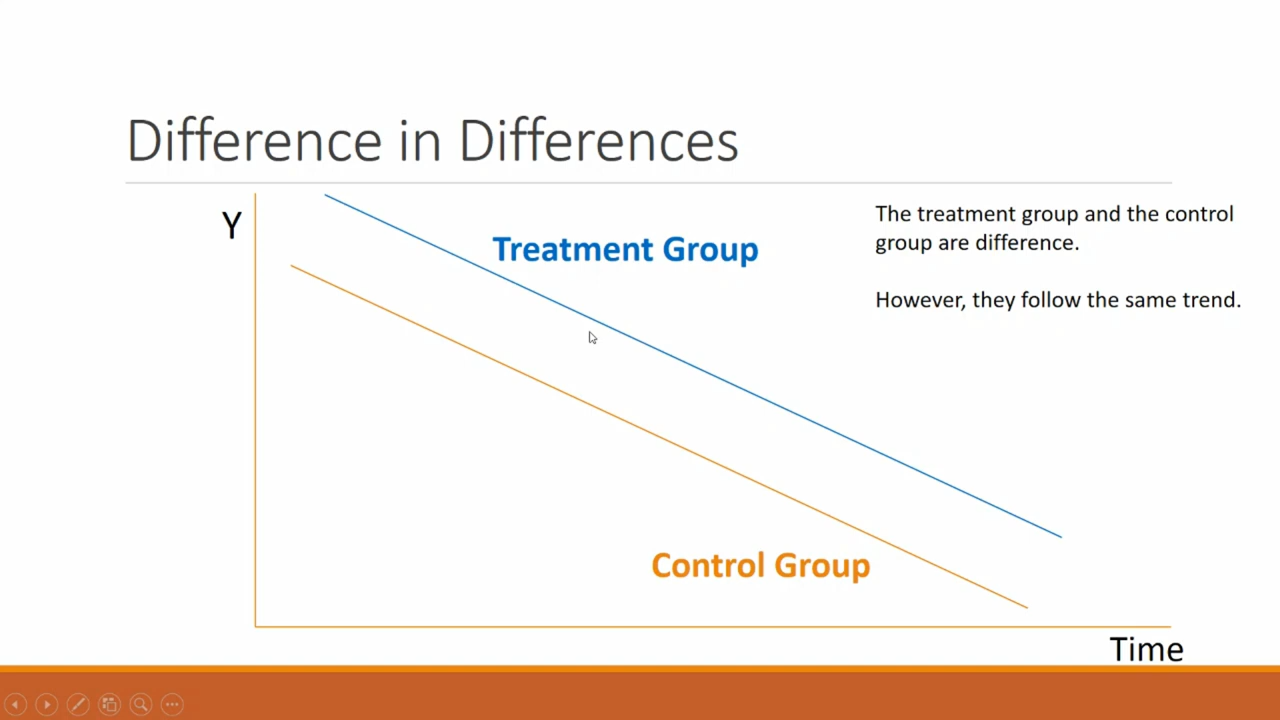 Difference in Differences
Y
Treatment Group
The treatment group and the control
group are difference.
However, they follow the same trend.
Control Group
Time